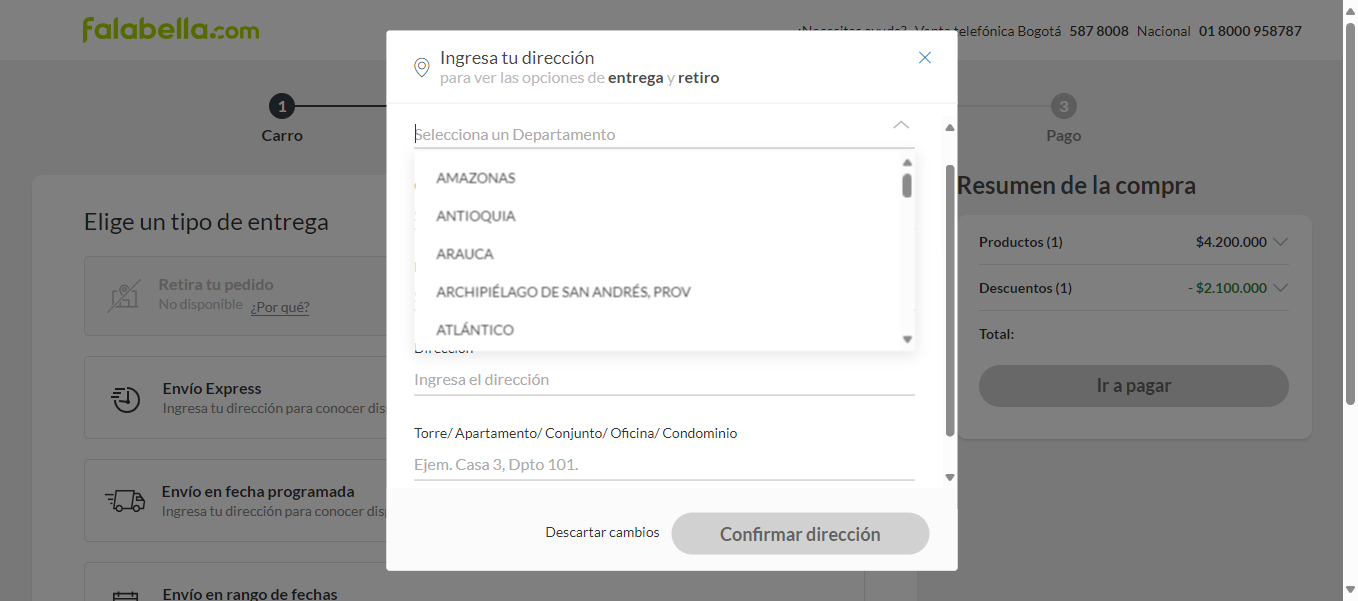 falabella.com
telefónica Bogotá 587 8008 Nacional 01 8000 958787
Ingresa tu dirección
para ver las opciones de entrega y retiro
1
3
Carro
Pago
Selecciona un Departamento
AMAZONAS
ANTIOQUIA
ARAUCA
ARCHIPIÉLAGO DE SAN ANDRÉS, PROV
ATLÁNTICO
Dirección
Ingresa el dirección
Torre/ Apartamento/ Conjunto/ Oficina/ Condominio
Ejem. Casa 3, Dpto 101.
Descartar cambios
Confirmar dirección
Elige un tipo de entrega
Retira tu pedido
No disponible ¿Por qué?
Envío Express
Ingresa tu dirección para conocer dis
Envío en fecha programada
Ingresa tu dirección para conocer dis
Envío en rango de fechas
Resumen de la compra
Productos (1) $4.200.000
Descuentos (1) - $2.100.000
Total:
Ir a pagar